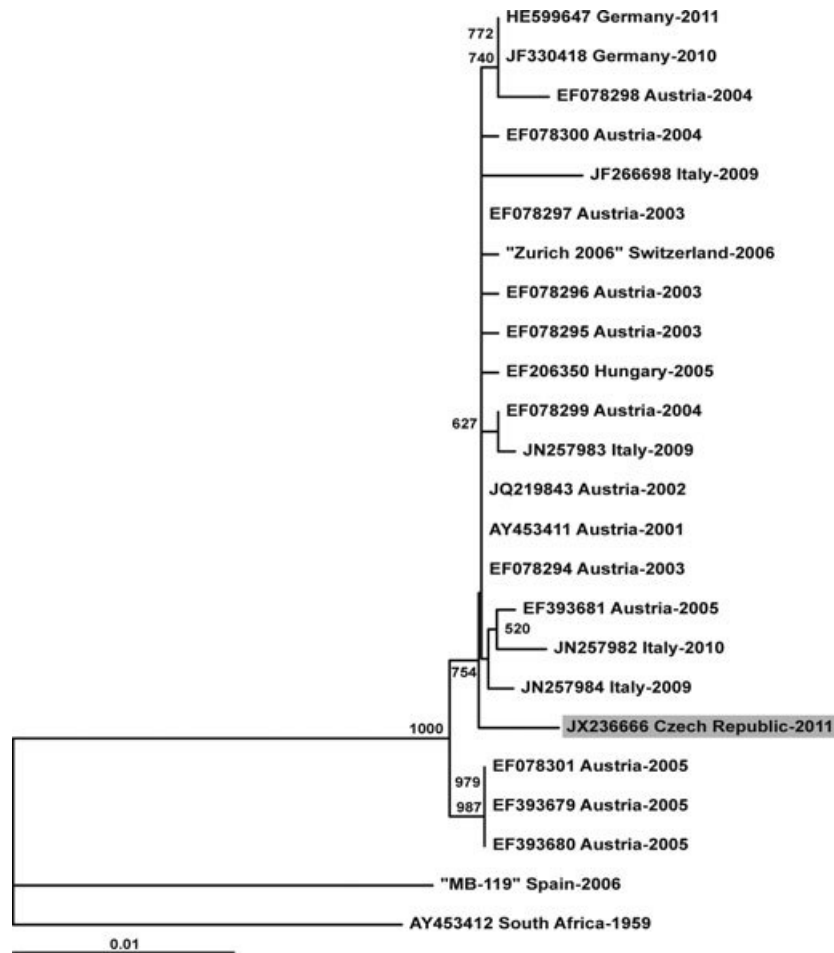 HE599647 Germany-2011
772
740
JF330418 Germany-2010
EF078298 Austria-2004
EF078300 Austria-2004
JF266698 Italy-2009
EF078297 Austria-2003
"Zurich 2006" Switzerland-2006
EF078296 Austria-2003
EF078295 Austria-2003
EF206350 Hungary-2005
EF078299 Austria-2004
627
JN257983 Italy-2009
JQ219843 Austria-2002
AY453411 Austria-2001
EF078294 Austria-2003
EF393681 Austria-2005
520
JN257982 Italy-2010
754
JN257984 Italy-2009
JX236666 Czech Republic-2011
1000
EF078301 Austria-2005
979
987
EF393679 Austria-2005
EF393680 Austria-2005
"MB-119" Spain-2006
AY453412 South Africa-1959
0.01